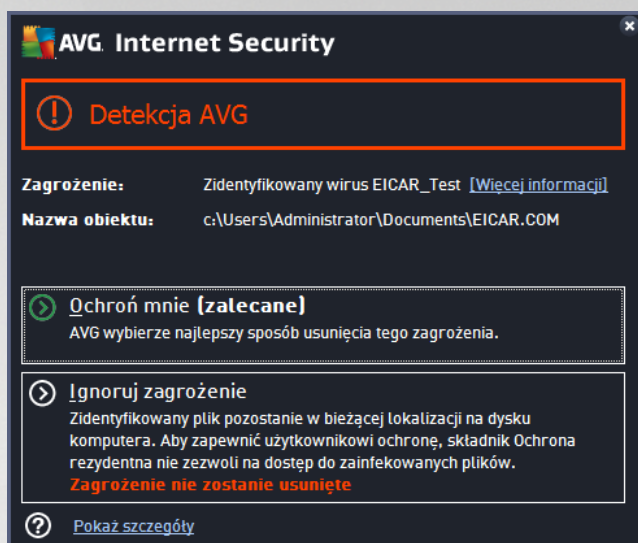 AVG. Internet Security
Detekcja AVG
Zagrożenie: Zidentyfikowany wirus EICAR_Test [Więcej informacji]
Nazwa obiektu: c:\Users\Administrator\Documents\EICAR.COM
Ochroń mnie (zalecane)
AVG wybierze najlepszy sposób usunięcia tego zagrożenia.
Ignoruj zagrożenie
Zidentyfikowany plik pozostanie w bieżącej lokalizacji na dysku
komputera. Aby zapewnić użytkownikowi ochronę, składnik Ochrona
rezydentna nie zezwoli na dostęp do zainfekowanych plików.
Zagrożenie nie zostanie usunięte
Pokaż szczegóły